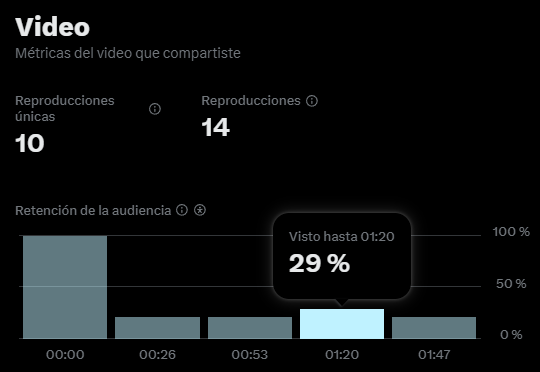 Video
Métricas del video que compartiste
Reproducciones
únicas
10
Reproducciones
14
Retención de la audiencia
Visto hasta 01:20
29 %
100 %
50 %
0 %
00:00
00:26
00:53
01:20
01:47